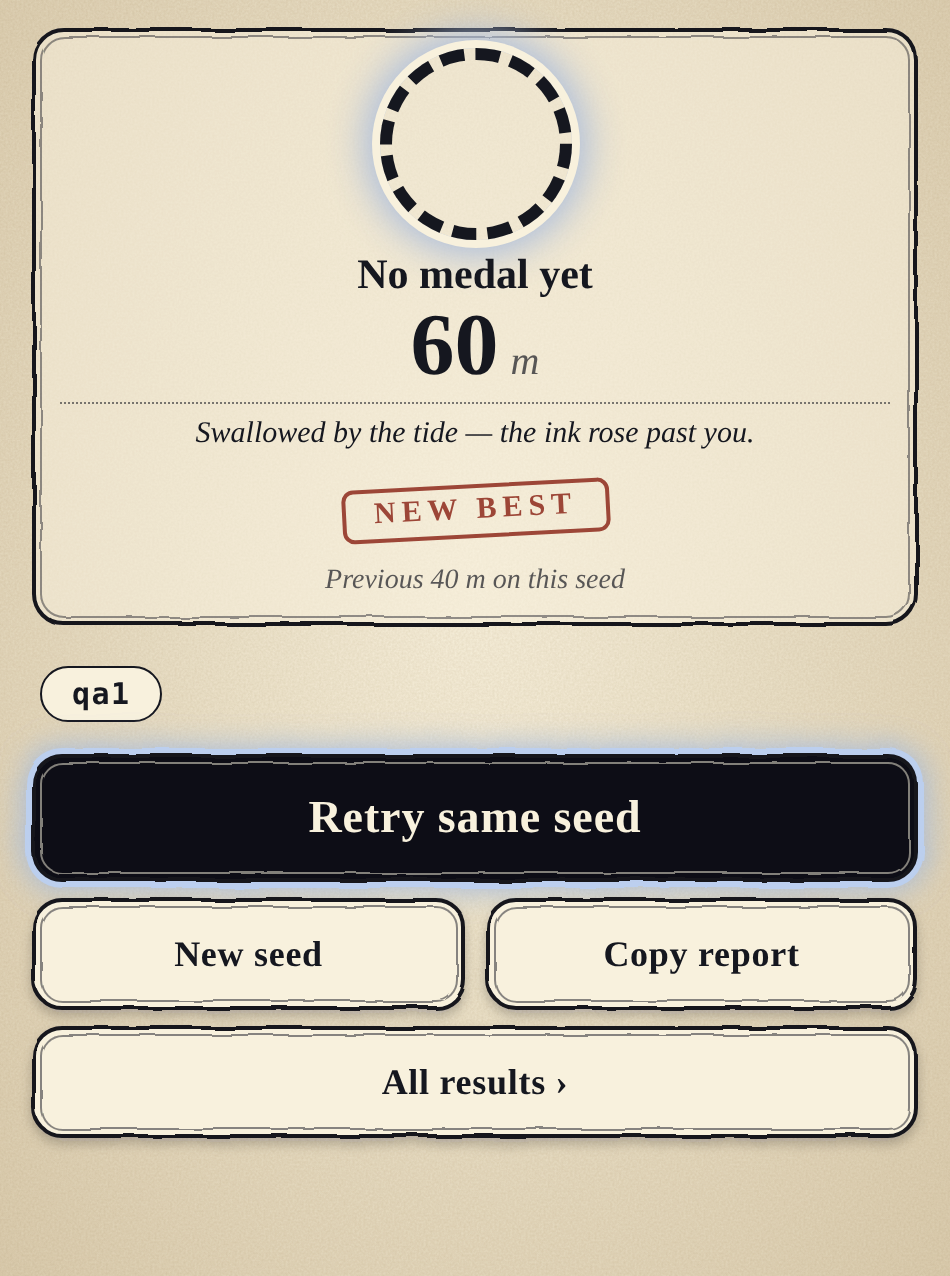 No medal yet
60 m
Swallowed by the tide — the ink rose past you.
NEW BEST
Previous 40 m on this seed
qa1
Retry same seed
New seed
Copy report
All results ›